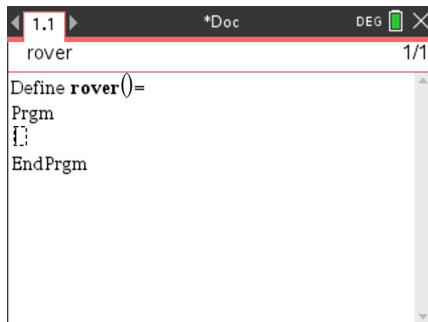 1.1 *Doc DEG
rover 1/1
Define rover()=
Prgm
EndPrgm